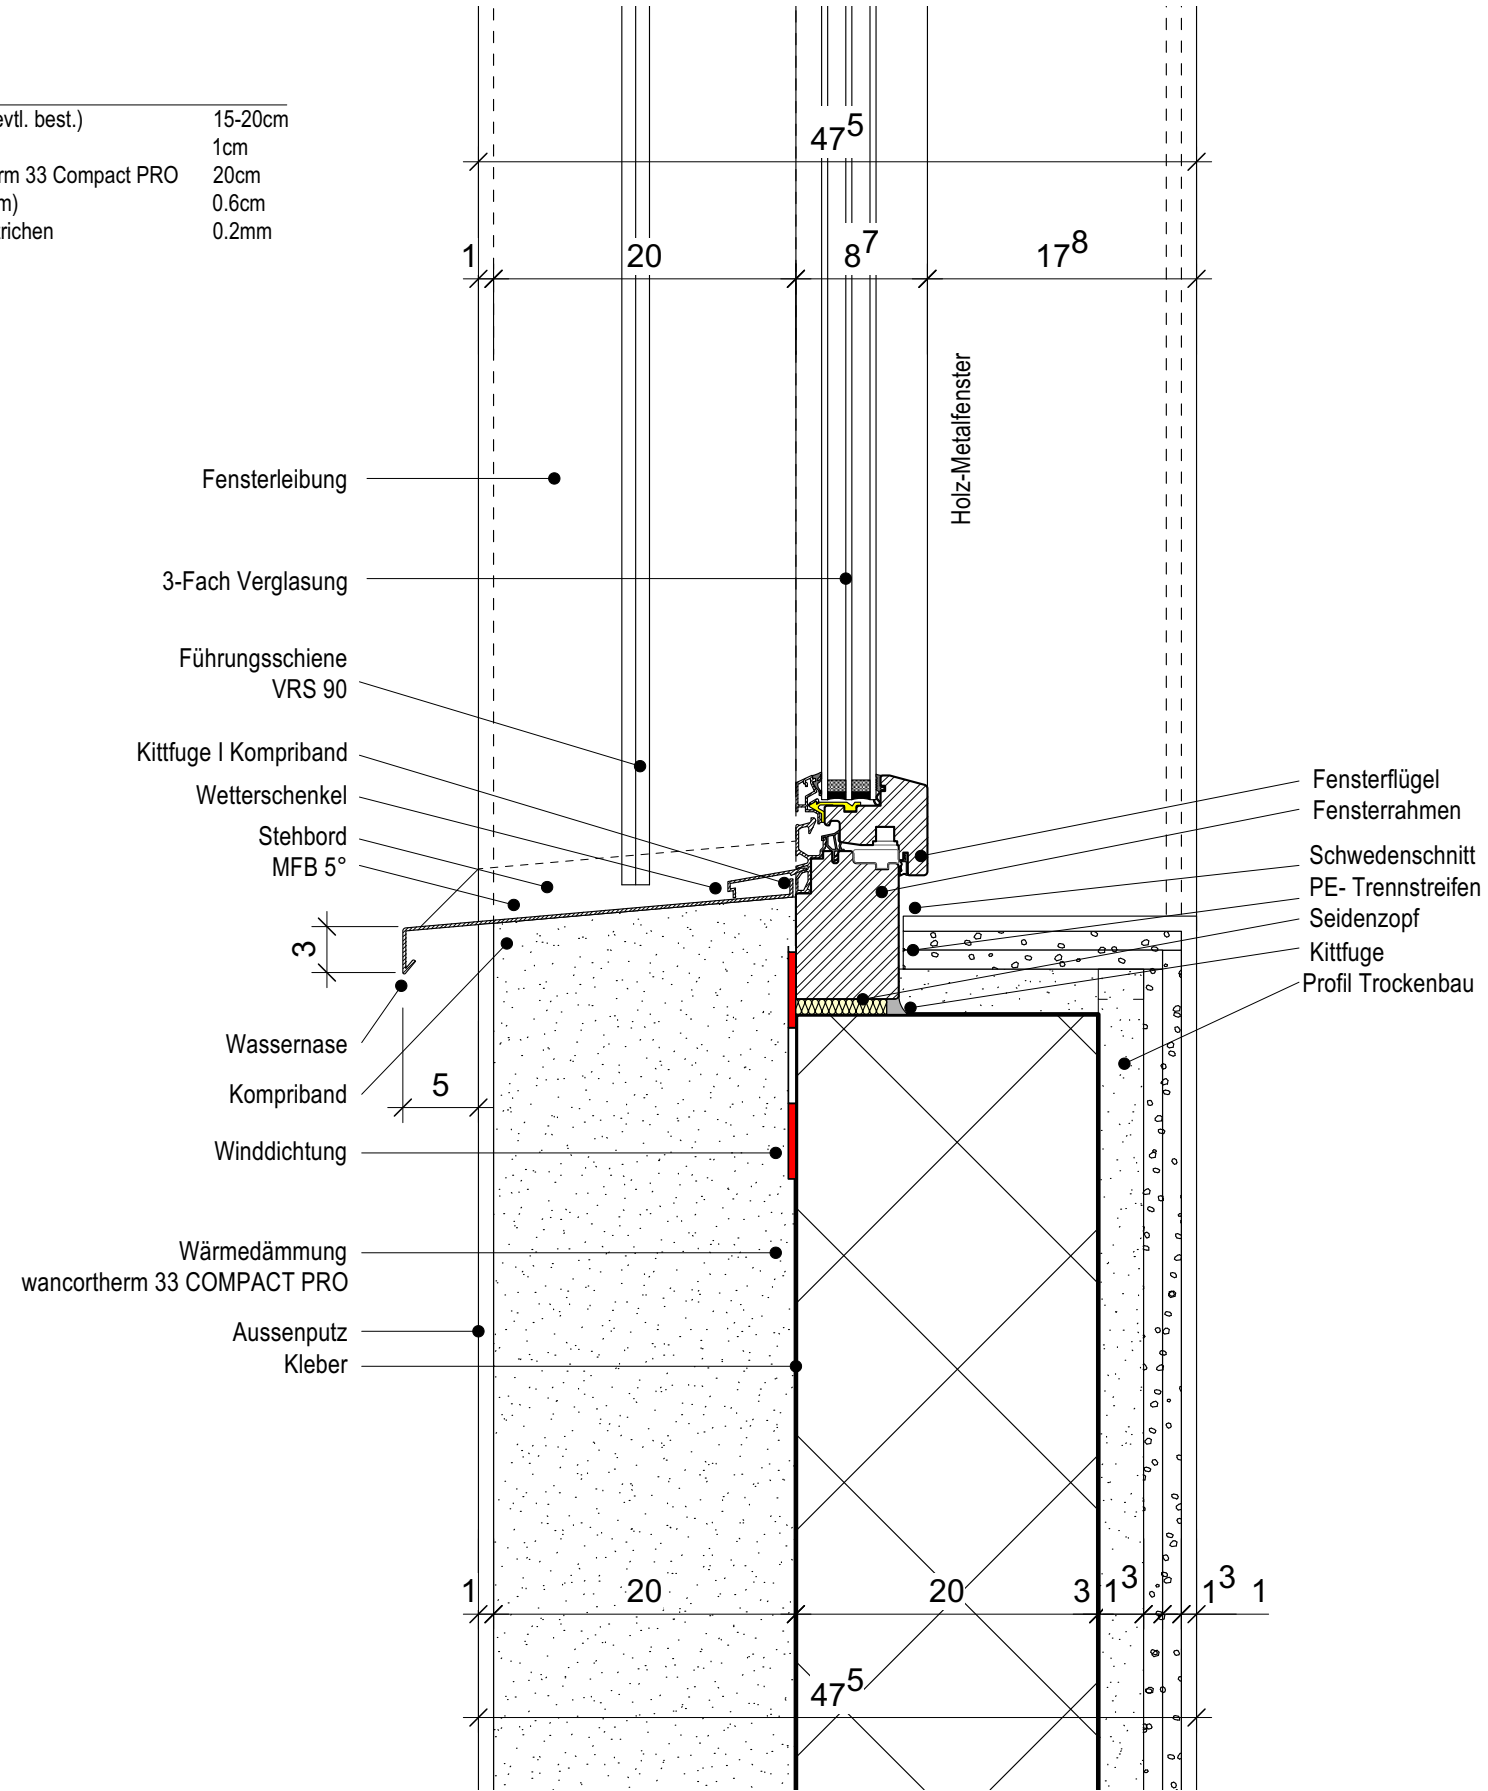 evtl. best.) 15-20cm
1cm
rm 33 Compact PRO 20cm
m) 0.6cm
richen 0.2mm
47⁵
1 20 8⁷ 17⁸
Holz-Metalfenster
Fensterleibung
3-Fach Verglasung
Führungsschiene
VRS 90
Kittfuge I Kompriband
Wetterschenkel
Stehbord
MFB 5°
3
Wassernase
5
Kompriband
Winddichtung
Wärmedämmung
wancortherm 33 COMPACT PRO
Aussenputz
Kleber
Fensterflügel
Fensterrahmen
Schwedenschnitt
PE- Trennstreifen
Seidenzopf
Kittfuge
Profil Trockenbau
1 20 20 3 1³ 1³ 1
47⁵